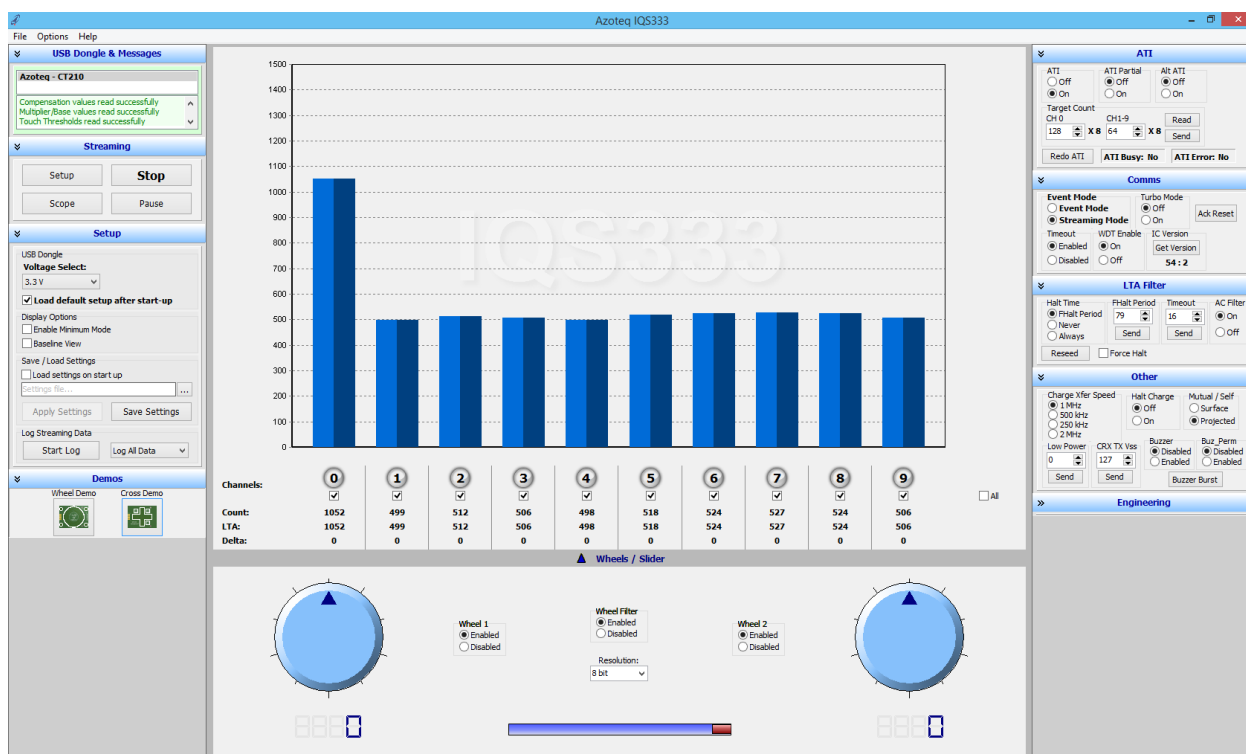 Azoteq IQS333
File Options Help
USB Dongle & Messages
Azoteq - CT210
Compensation values read successfully
Multiplier/Base values read successfully
Touch Thresholds read successfully
Streaming
Setup Stop
Scope Pause
Setup
USB Dongle
Voltage Select:
3.3 V
Load default setup after start-up
Display Options
Enable Minimum Mode
Baseline View
Save / Load Settings
Load settings on start up
Settings file... ...
Apply Settings Save Settings
Log Streaming Data
Start Log Log All Data
Demos
Wheel Demo Cross Demo
1500
1400
1300
1200
1100
1000
900
800
700
600
500
400
300
200
100
0
IQS333
Channels: 0 1 2 3 4 5 6 7 8 9
All
Count: 1052 499 512 506 498 518 524 527 524 506
LTA: 1052 499 512 506 498 518 524 527 524 506
Delta: 0 0 0 0 0 0 0 0 0 0
Wheels / Slider
Wheel 1
Enabled
Disabled
Wheel Filter
Enabled
Disabled
Resolution:
8 bit
Wheel 2
Enabled
Disabled
0
0
ATI
ATI ATI Partial Alt ATI
Off Off Off
On On On
Target Count
CH 0 CH1-9 Read
128 X 8 64 X 8 Send
Redo ATI ATI Busy: No ATI Error: No
Comms
Event Mode Turbo Mode
Event Mode Off Ack Reset
Streaming Mode On
Timeout WDT Enable IC Version
Enabled On Get Version
Disabled Off 54 : 2
LTA Filter
Halt Time FHalt Period Timeout AC Filter
FHalt Period 79 16 On
Never Send Send Off
Always
Reseed Force Halt
Other
Charge Xfer Speed Halt Charge Mutual / Self
1 MHz Off Surface
500 kHz On Projected
250 kHz
2 MHz
Low Power CRX TX Vss Buzzer Buz_Perm
0 127 Disabled Disabled
Enabled Enabled
Send Send Buzzer Burst
Engineering